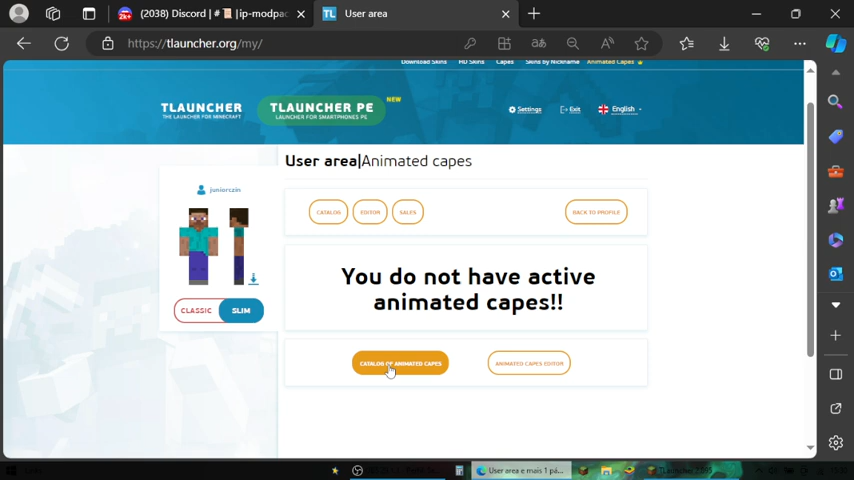 (2038) Discord | # | ip-modpac
User area
https://tlauncher.org/my/
Download Skins HD Skins Capes Skins by Nickname Animated Capes
TLAUNCHER
THE LAUNCHER FOR MINECRAFT
TLAUNCHER PE
LAUNCHER FOR SMARTPHONES PE
NEW
Settings
Exit
English
User area|Animated capes
juniorczin
CLASSIC
SLIM
CATALOG
EDITOR
SALES
BACK TO PROFILE
You do not have active
animated capes!!
CATALOG OF ANIMATED CAPES
ANIMATED CAPES EDITOR
User area e mais 1 pá...